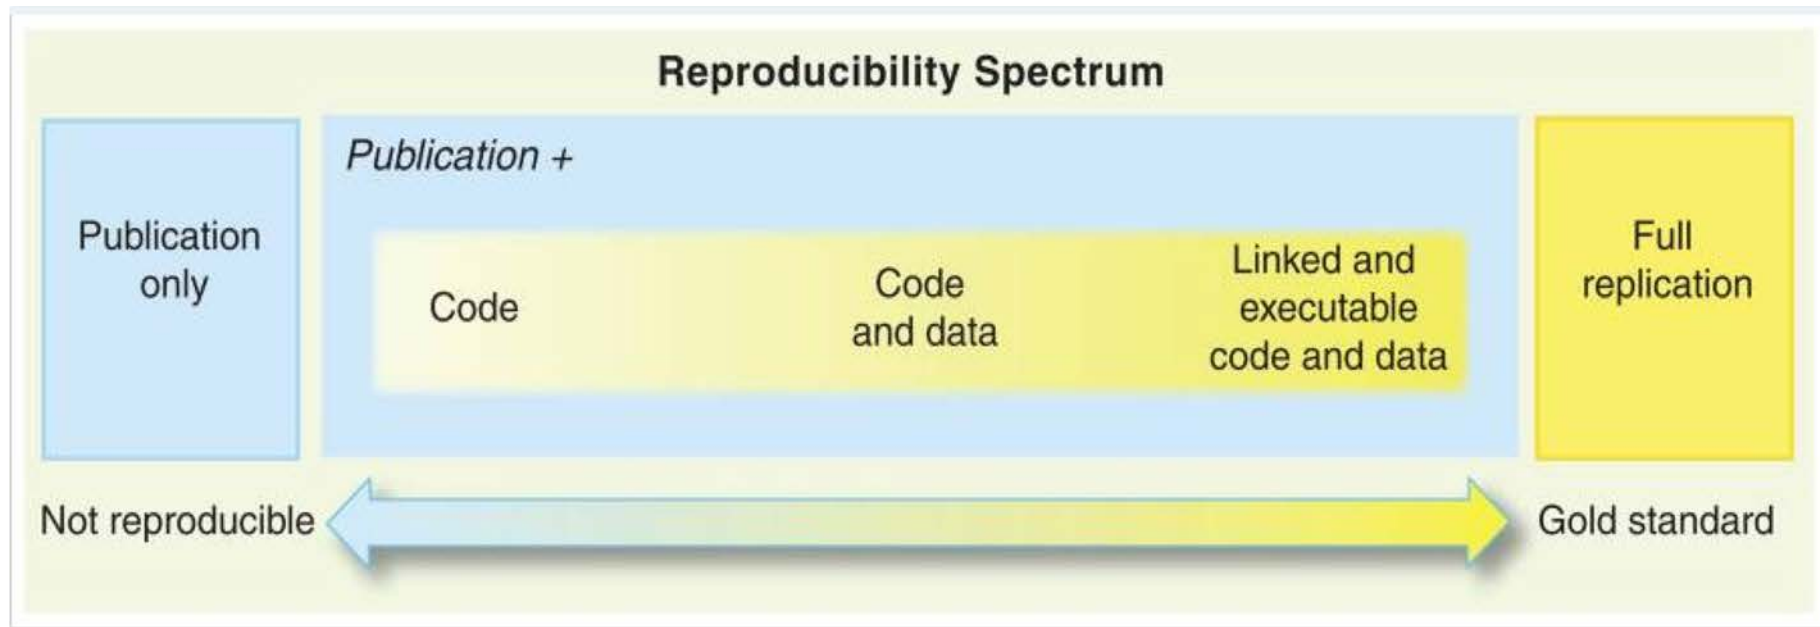 Reproducibility Spectrum
Publication
only
Publication +
Code
Code
and data
Linked and
executable
code and data
Full
replication
Not reproducible
Gold standard